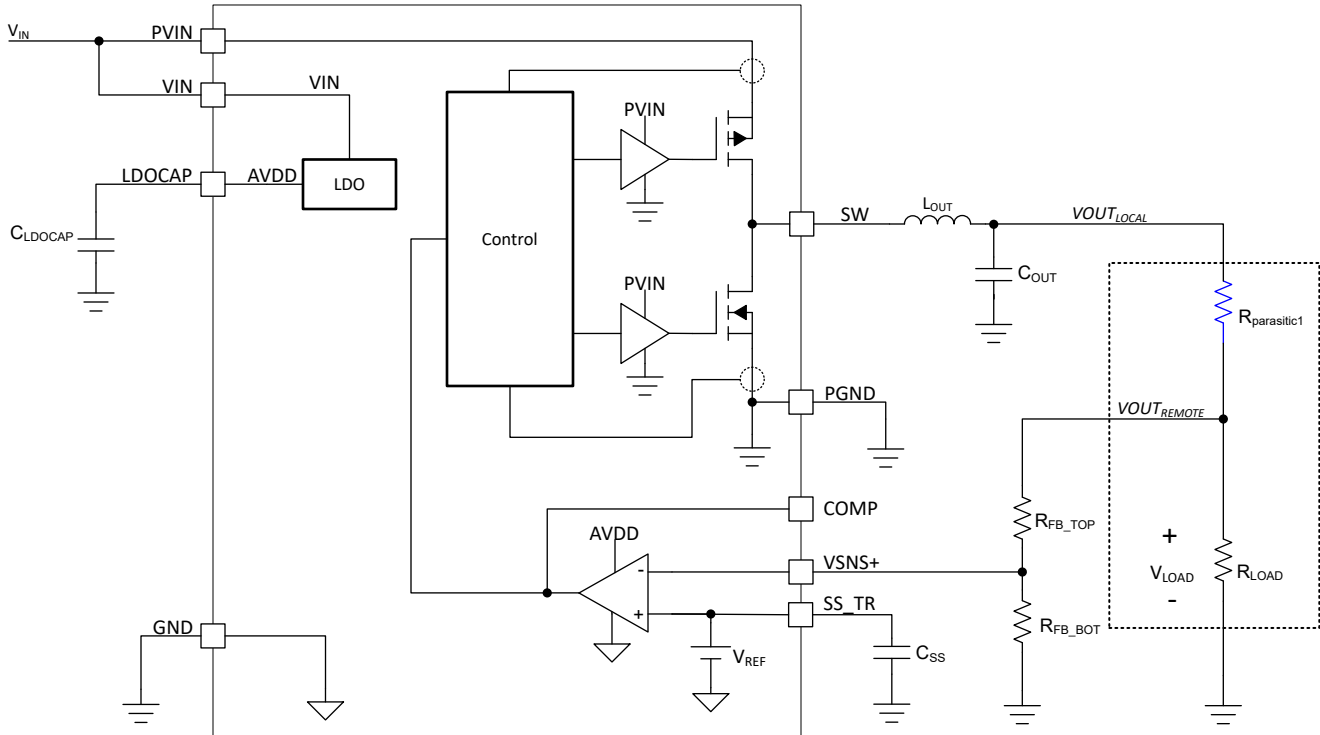 VIN
PVIN
VIN
VIN
LDOCAP
AVDD
LDO
CLDOCAP
Control
PVIN
PVIN
SW
LOUT
VOUTLOCAL
COUT
Rparasitic1
PGND
VOUTREMOTE
COMP
RFB_TOP
AVDD
-
VSNS+
+
VLOAD
-
RLOAD
+
SS_TR
RFB_BOT
GND
VREF
CSS